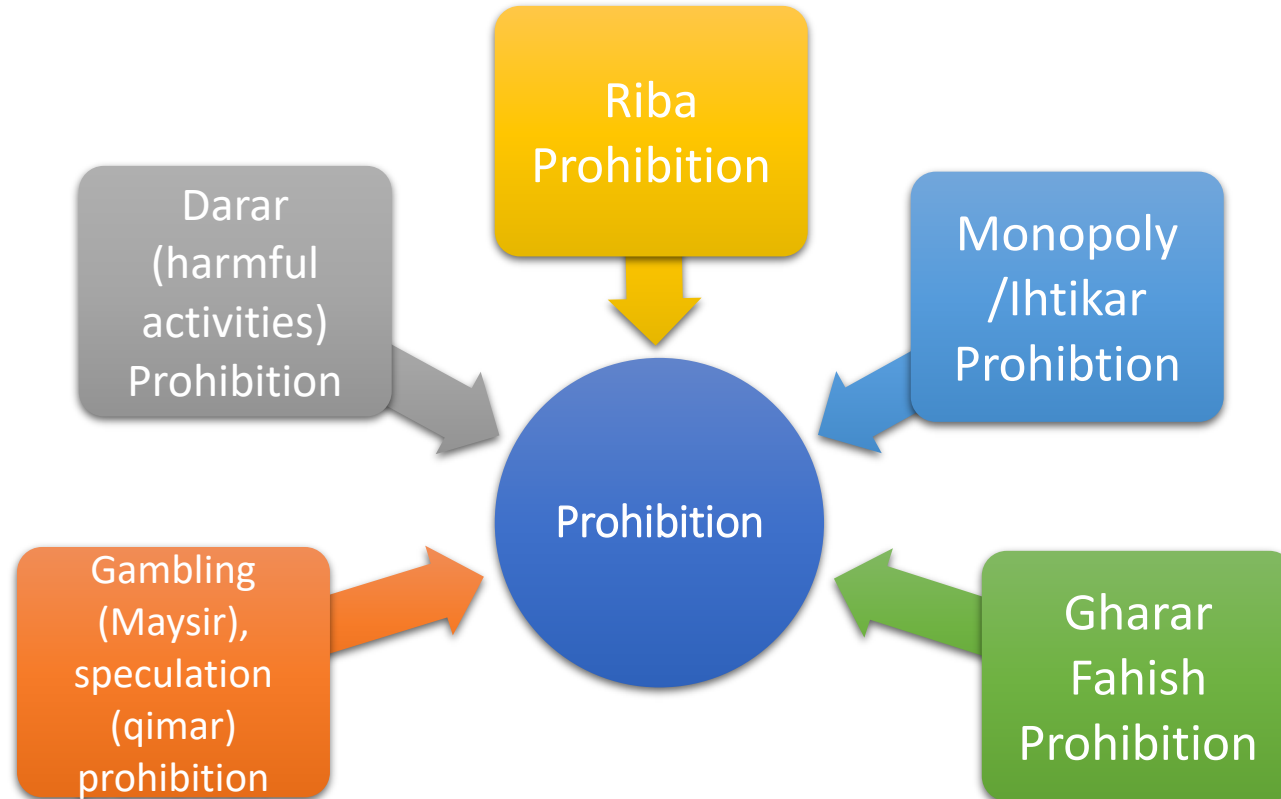 Riba
Prohibition
Darar
(harmful
activities)
Prohibition
Monopoly
/Ihtikar
Prohibtion
Prohibition
Gambling
(Maysir),
speculation
(qimar)
prohibition
Gharar
Fahish
Prohibition